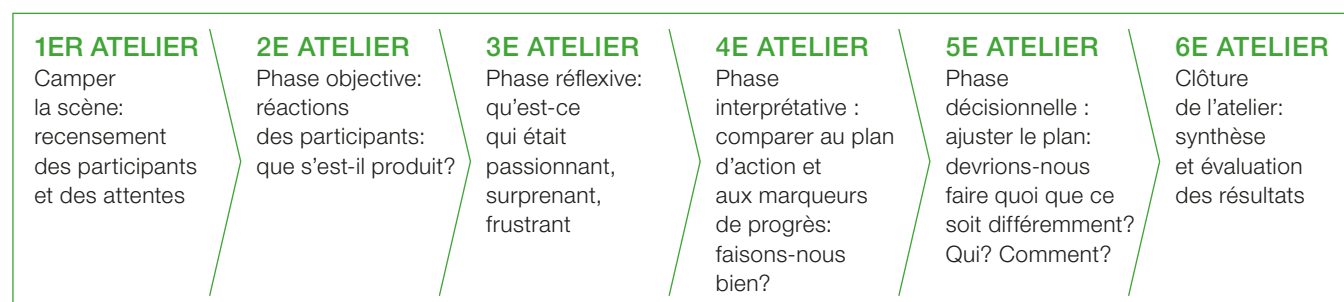 1ER ATELIER
Camper
la scène:
recensement
des participants
et des attentes
2E ATELIER
Phase objective:
réactions
des participants:
que s'est-il produit?
3E ATELIER
Phase réflexive:
qu'est-ce
qui était
passionnant,
surprenant,
frustrant
4E ATELIER
Phase
interprétative :
comparer au plan
d'action et
aux marqueurs
de progrès:
faisons-nous
bien?
5E ATELIER
Phase
décisionnelle :
ajuster le plan:
devrions-nous
faire quoi que ce
soit différemment?
Qui? Comment?
6E ATELIER
Clôture
de l'atelier:
synthèse
et évaluation
des résultats